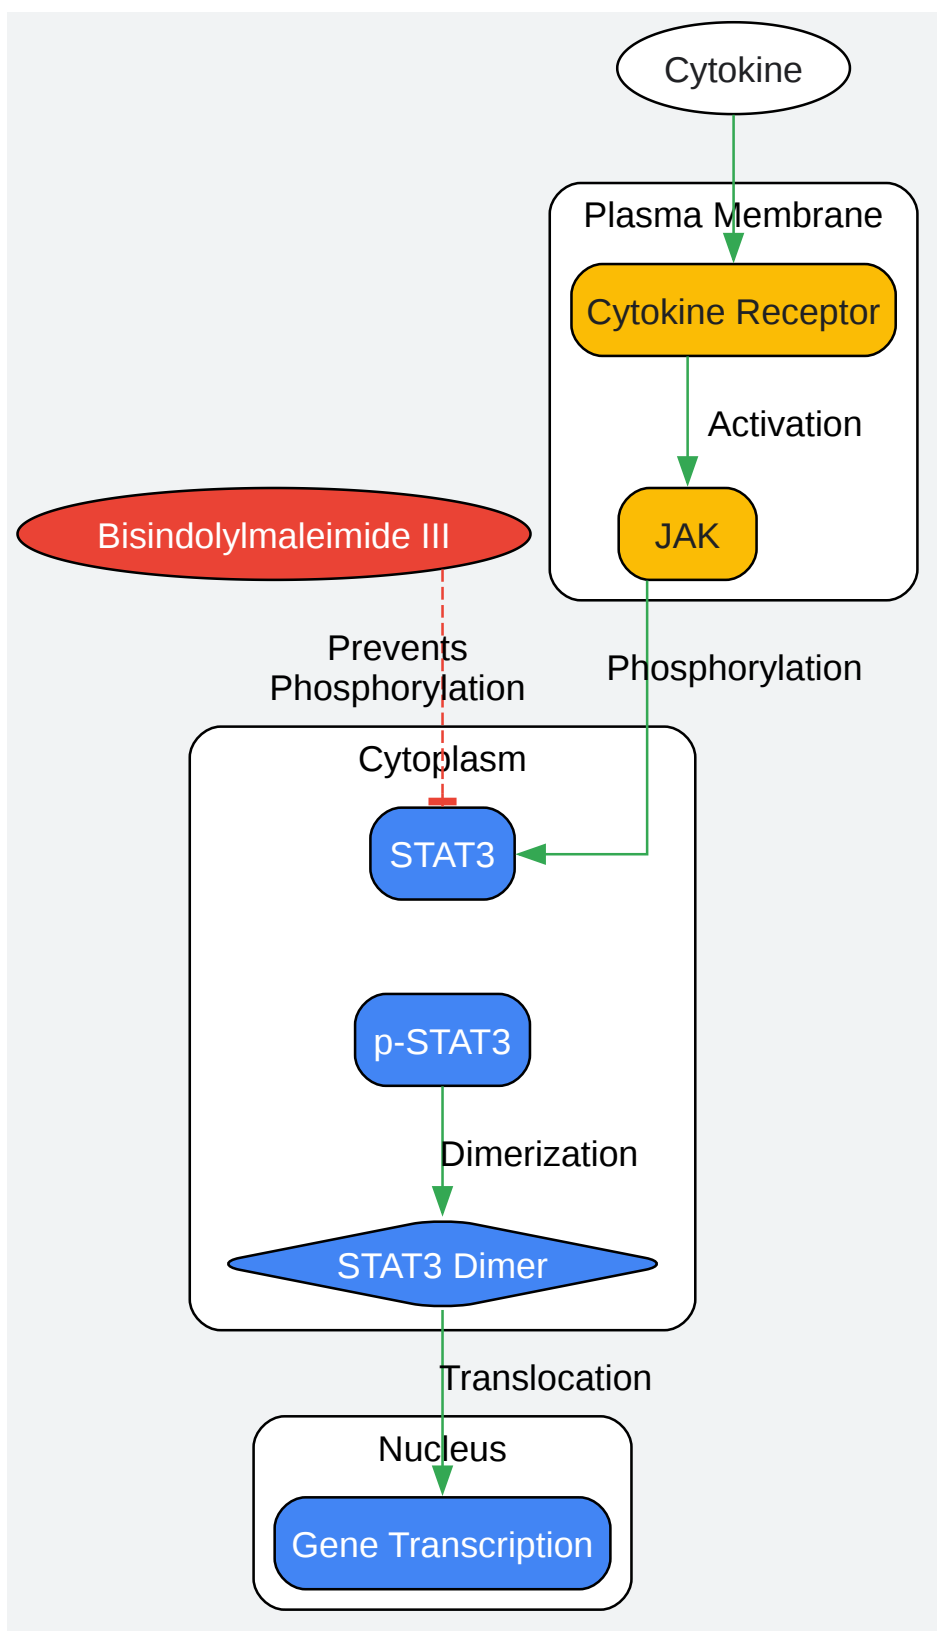 Cytokine
Plasma Membrane
Cytokine Receptor
Activation
Bisindolylmaleimide III
JAK
Prevents
Phosphorylation
Phosphorylation
Cytoplasm
STAT3
p-STAT3
Dimerization
STAT3 Dimer
Translocation
Nucleus
Gene Transcription